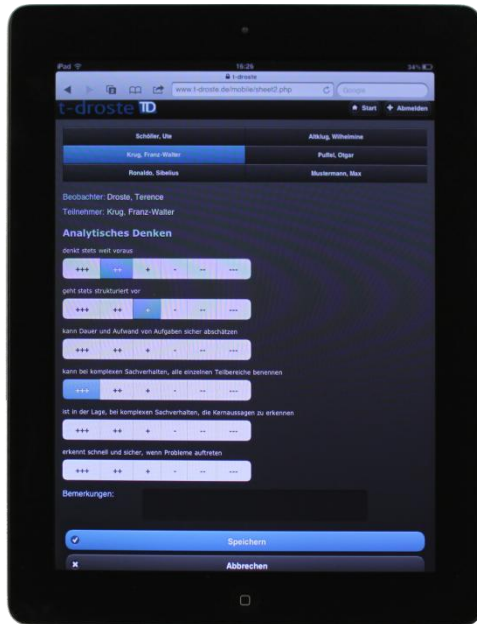 iPod 16:26 34%
t-droste
www.t-droste.de/mobile/sheet2.php Google
t-droste TD Start Abmelden
Schöller, Ute Altklug, Wilhelmine
Krug, Franz-Walter Puffel, Olgar
Ronaldo, Sibelius Mustermann, Max
Beobachter: Droste, Terence
Teilnehmer: Krug, Franz-Walter
Analytisches Denken
denkt stets weit voraus
+++ ++ + - -- ---
geht stets strukturiert vor
+++ ++ + - -- ---
kann Dauer und Aufwand von Aufgaben sicher abschätzen
+++ ++ + - -- ---
kann bei komplexen Sachverhalten, alle einzelnen Teilbereiche benennen
+++ ++ + - -- ---
ist in der Lage, bei komplexen Sachverhalten, die Kernaussagen zu erkennen
+++ ++ + - -- ---
erkennt schnell und sicher, wenn Probleme auftreten
+++ ++ + - -- ---
Bemerkungen:
Speichern
Abbrechen